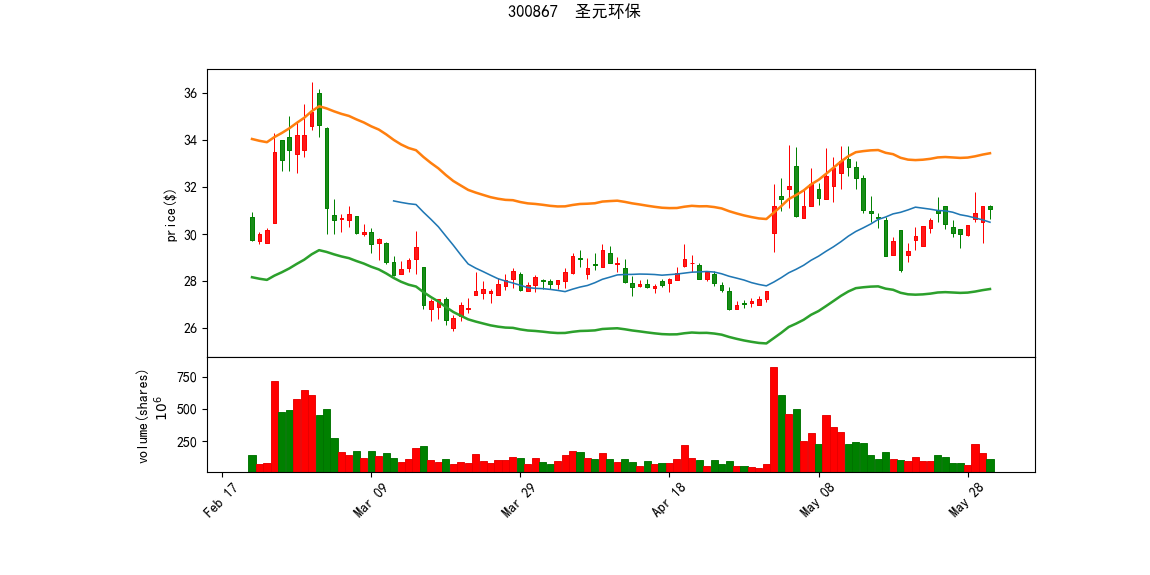 300867 圣元环保
price($)
36
34
32
30
28
26
volume(shares)
10^6
750
500
250
Feb 17
Mar 09
Mar 29
Apr 18
May 08
May 28